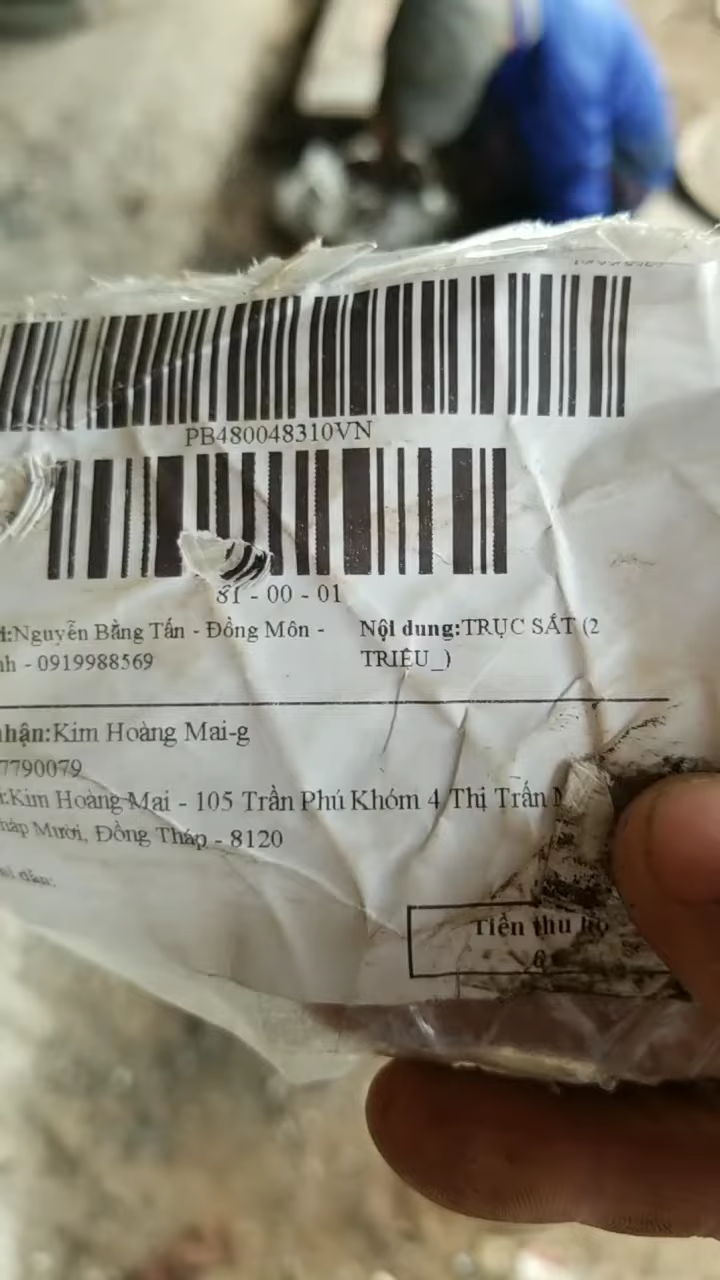 PB480048310VN
81 - 00 - 01
i:Nguyễn Bằng Tấn - Đồng Môn -
nh - 0919988569
Nội dung:TRỤC SẮT (2
TRIỆU_)
hận:Kim Hoàng Mai-g
7790079
:Kim Hoàng Mai - 105 Trần Phú Khóm 4 Thị Trấn
háp Mười, Đồng Tháp - 8120
Tiền thu hộ